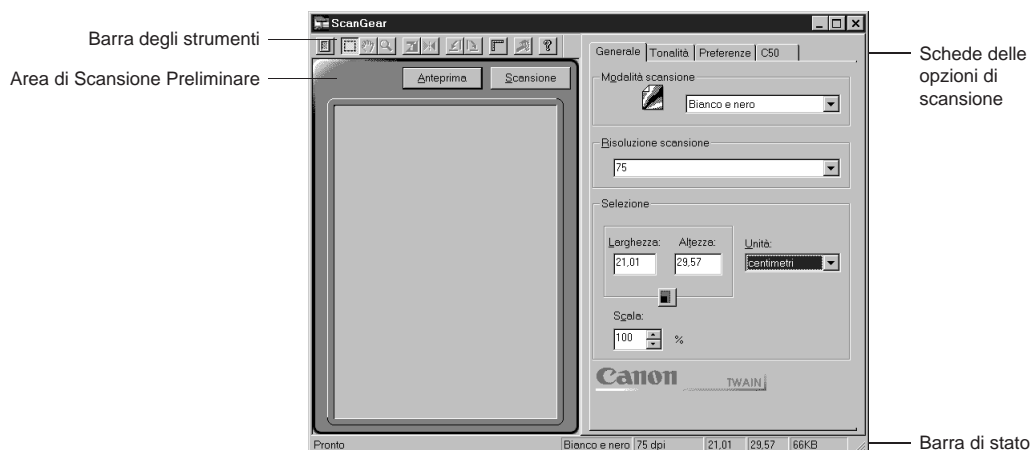 ScanGear
Barra degli strumenti
Area di Scansione Preliminare
Anteprima
Scansione
Generale
Tonalità
Preferenze
C50
Schede delle
opzioni di
scansione
Modalità scansione
Bianco e nero
Risoluzione scansione
75
Selezione
Larghezza:
Altezza:
Unità:
21,01
29,57
centimetri
Scala:
100
%
Canon
TWAIN
Pronto
Bianco e nero
75 dpi
21,01
29,57
66KB
Barra di stato